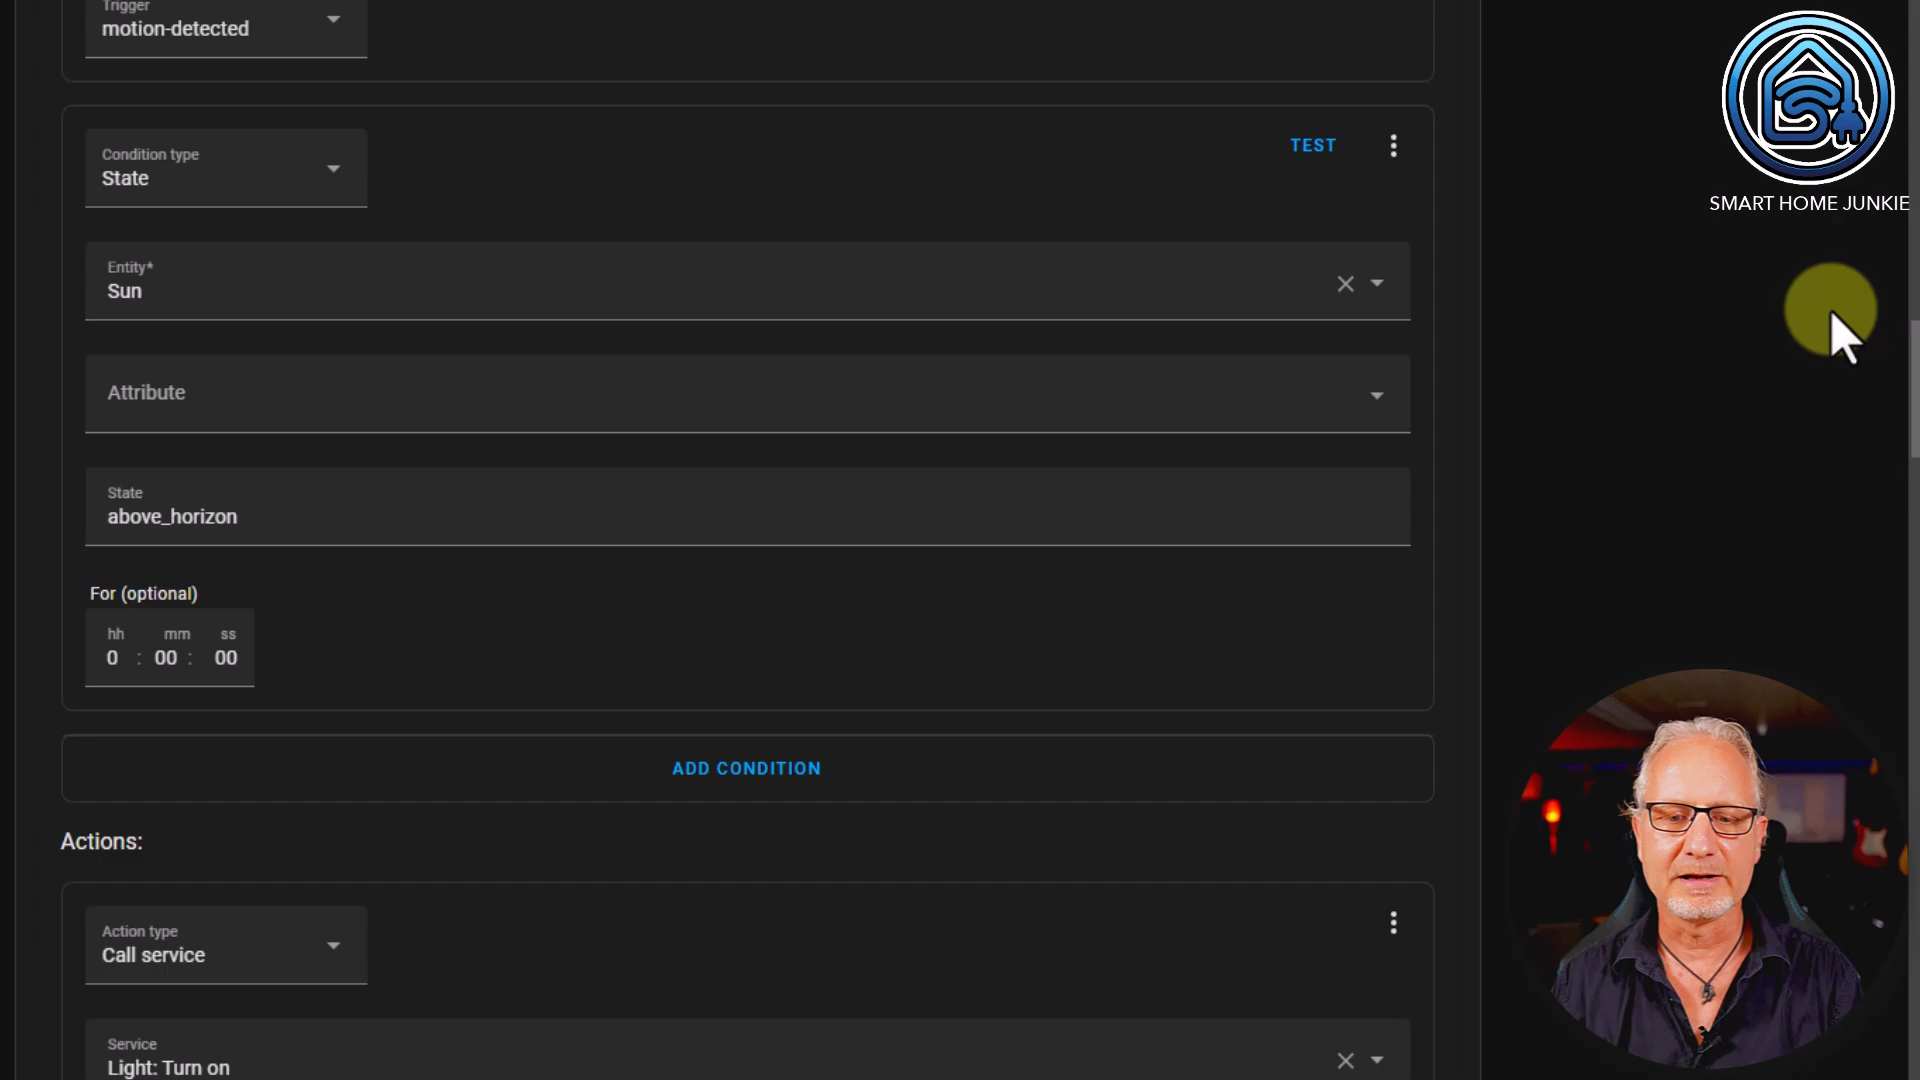 Trigger
motion-detected
Condition type
State
TEST
Entity*
Sun
Attribute
State
above_horizon
For (optional)
hh mm ss
0 : 00 : 00
ADD CONDITION
Actions:
Action type
Call service
Service
Light: Turn on
SMART HOME JUNKIE